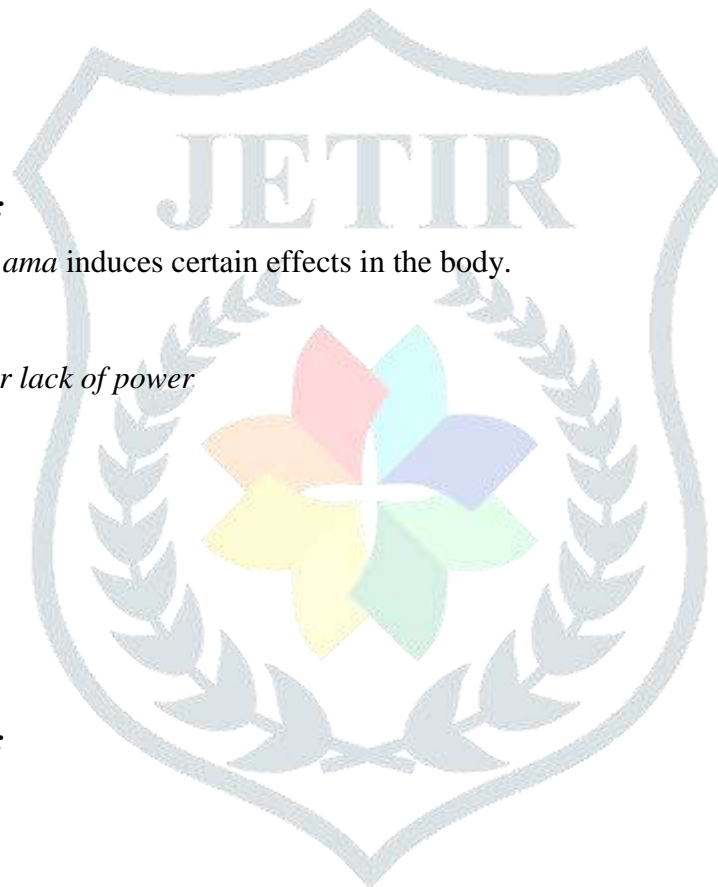 JETIR
:
ama induces certain effects in the body.
r lack of power
: